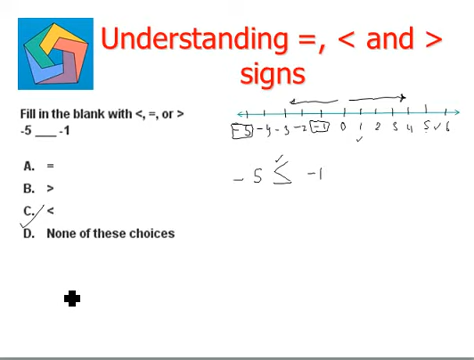 Understanding =, < and >
signs
Fill in the blank with <, =, or >
-5 ___ -1
A. =
B. >
C. <
D. None of these choices
-5 -4 -3 -2 -1 0 1 2 3 4 5 6
-5 ≤ -1